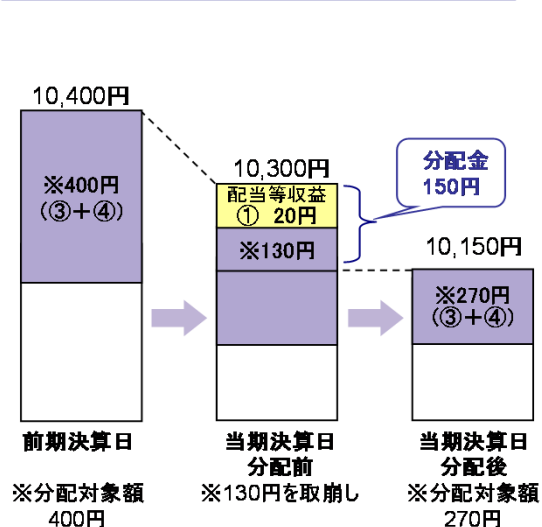 10,400円
※400円
(③+④)
10,300円
配当等収益
① 20円
※130円
分配金
150円
10,150円
※270円
(③+④)
前期決算日
※分配対象額
400円
当期決算日
分配前
※130円を取崩し
当期決算日
分配後
※分配対象額
270円